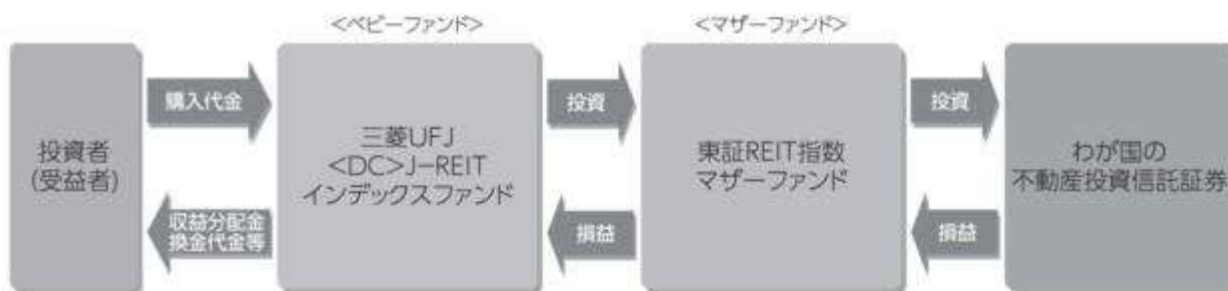 <ベビーファンド>
<マザーファンド>
投資者
(受益者)
購入代金
収益分配金
換金代金等
三菱UFJ
<DC>J-REIT
インデックスファンド
投資
損益
東証REIT指数
マザーファンド
投資
損益
わが国の
不動産投資信託証券